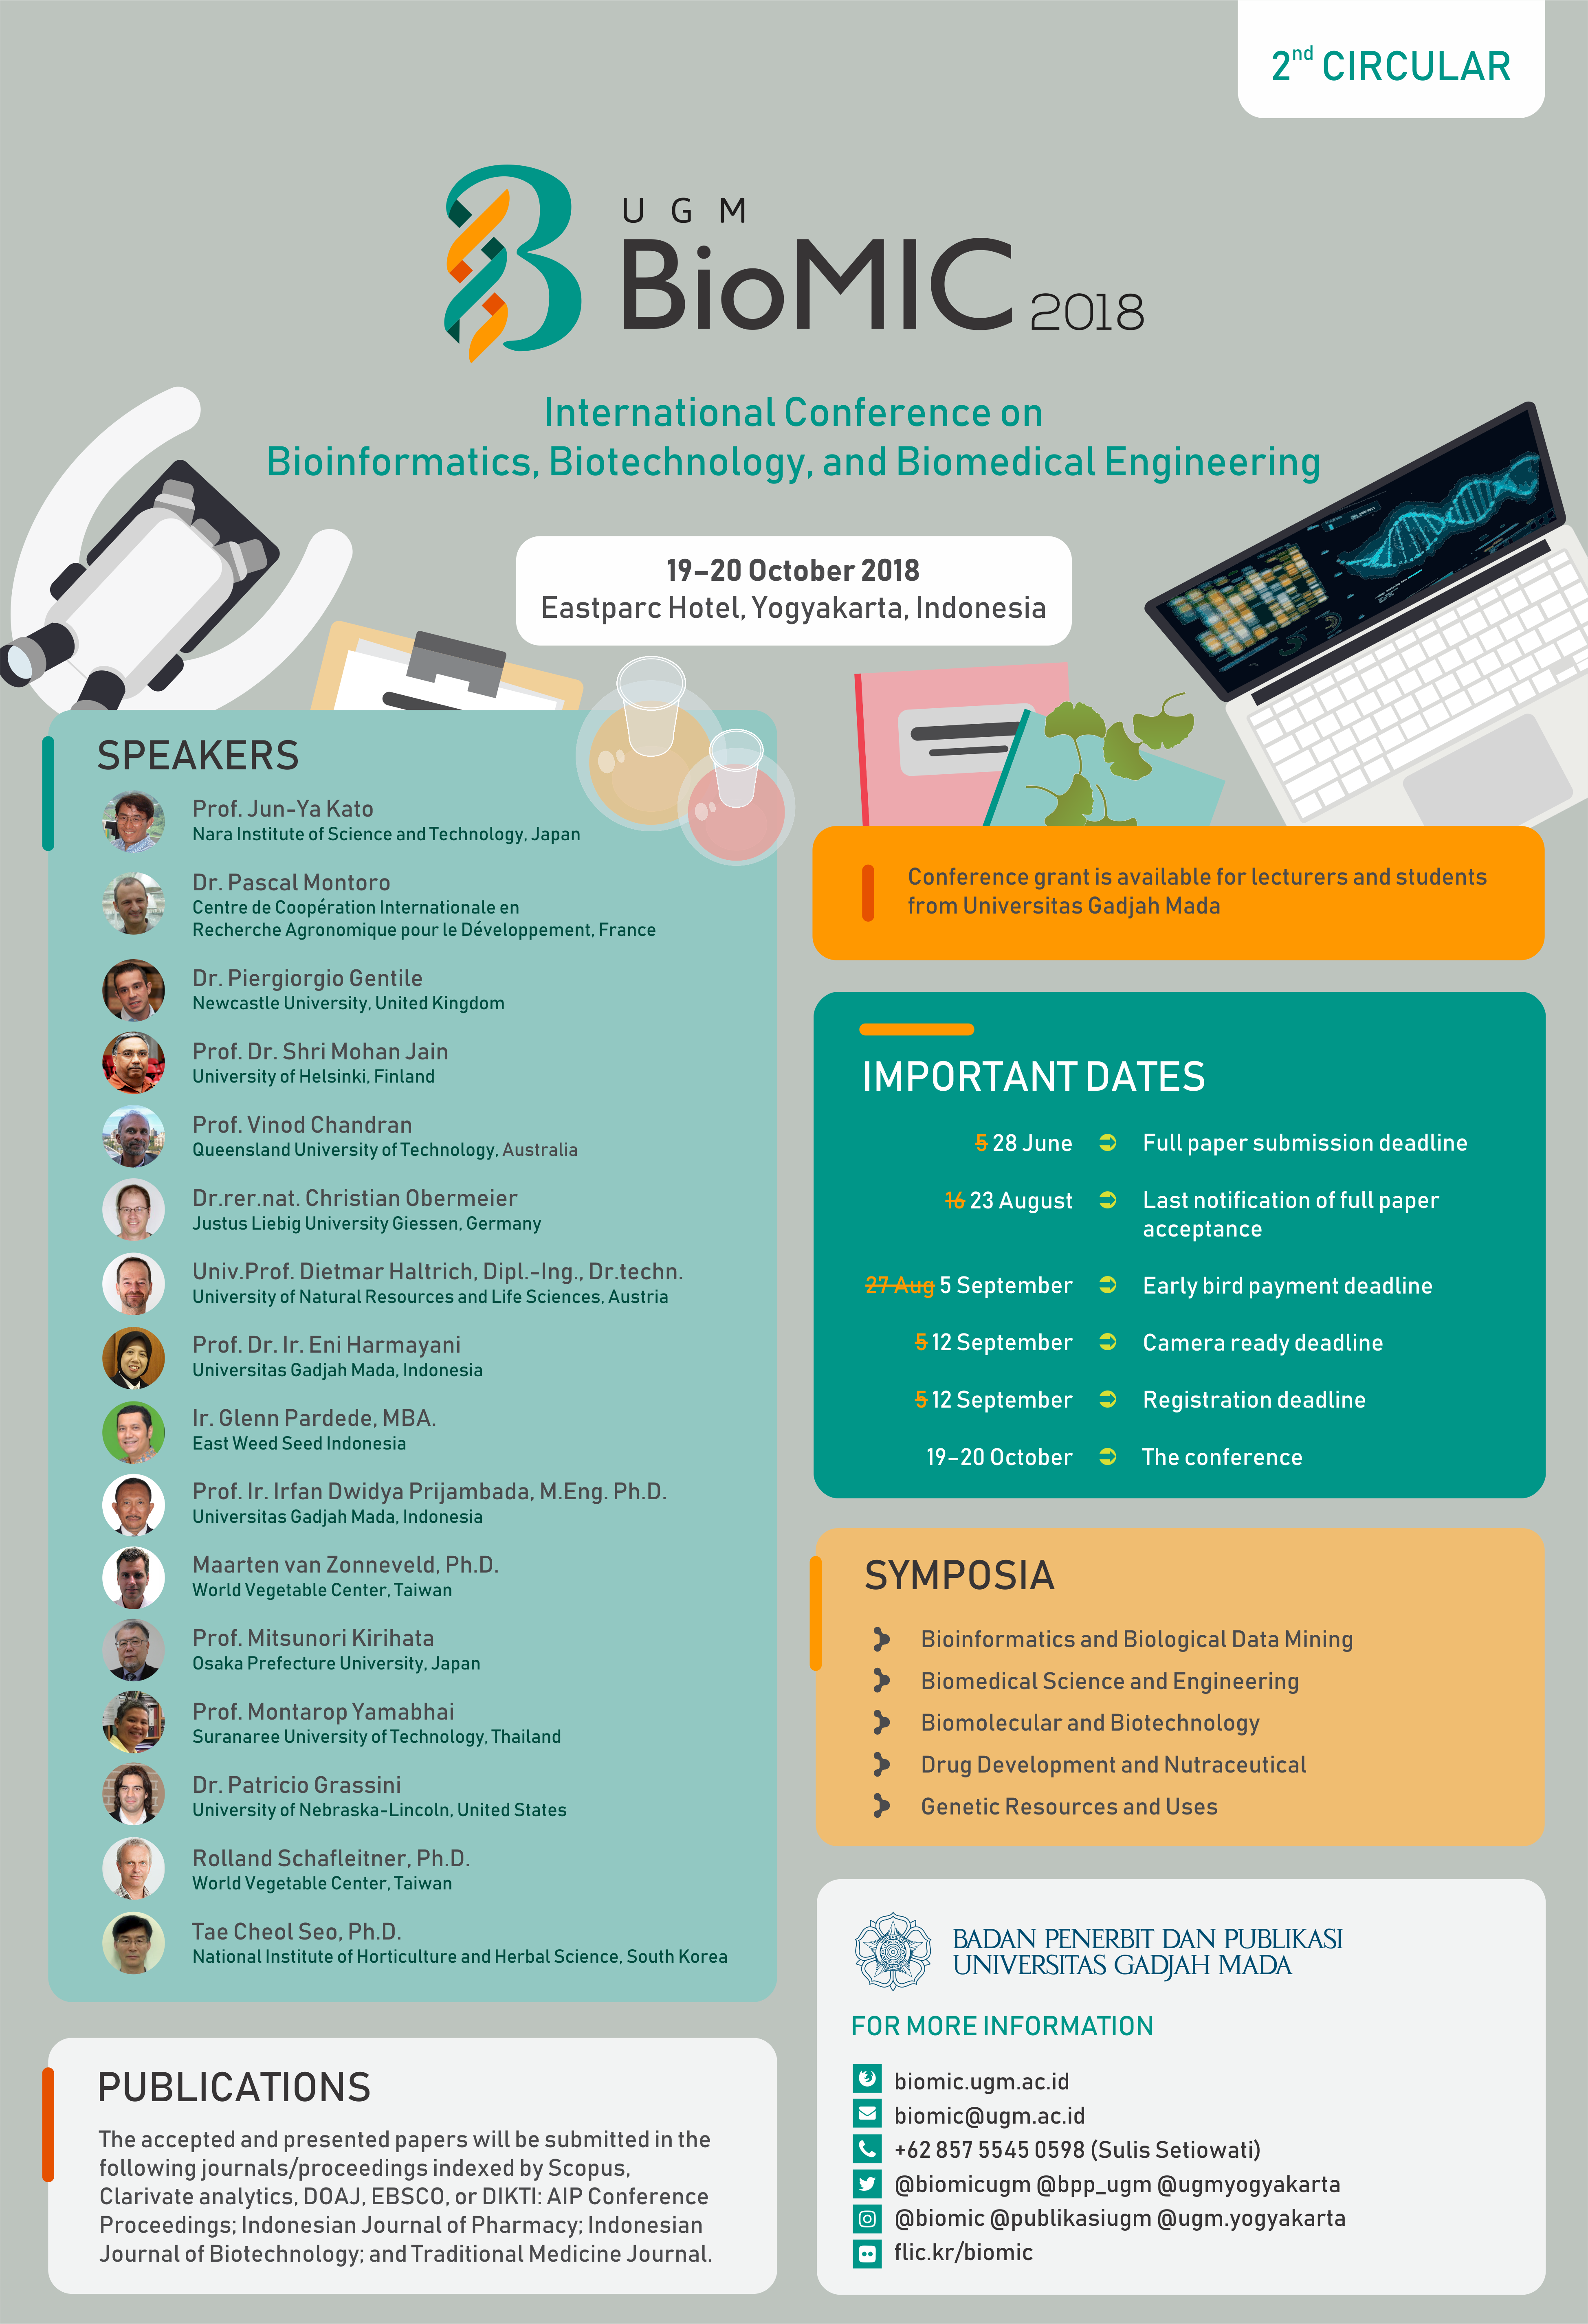 2nd CIRCULAR
UGM
BioMIC 2018
International Conference on
Bioinformatics, Biotechnology, and Biomedical Engineering
19–20 October 2018
Eastparc Hotel, Yogyakarta, Indonesia
SPEAKERS
Prof. Jun-Ya Kato
Nara Institute of Science and Technology, Japan
Dr. Pascal Montoro
Centre de Coopération Internationale en
Recherche Agronomique pour le Développement, France
Dr. Piergiorgio Gentile
Newcastle University, United Kingdom
Prof. Dr. Shri Mohan Jain
University of Helsinki, Finland
Prof. Vinod Chandran
Queensland University of Technology, Australia
Dr.rer.nat. Christian Obermeier
Justus Liebig University Giessen, Germany
Univ.Prof. Dietmar Haltrich, Dipl.-Ing., Dr.techn.
University of Natural Resources and Life Sciences, Austria
Prof. Dr. Ir. Eni Harmayani
Universitas Gadjah Mada, Indonesia
Ir. Glenn Pardede, MBA.
East Weed Seed Indonesia
Prof. Ir. Irfan Dwidya Prijambada, M.Eng. Ph.D.
Universitas Gadjah Mada, Indonesia
Maarten van Zonneveld, Ph.D.
World Vegetable Center, Taiwan
Prof. Mitsunori Kirihata
Osaka Prefecture University, Japan
Prof. Montarop Yamabhai
Suranaree University of Technology, Thailand
Dr. Patricio Grassini
University of Nebraska-Lincoln, United States
Rolland Schafleitner, Ph.D.
World Vegetable Center, Taiwan
Tae Cheol Seo, Ph.D.
National Institute of Horticulture and Herbal Science, South Korea
PUBLICATIONS
The accepted and presented papers will be submitted in the
following journals/proceedings indexed by Scopus,
Clarivate analytics, DOAJ, EBSCO, or DIKTI: AIP Conference
Proceedings; Indonesian Journal of Pharmacy; Indonesian
Journal of Biotechnology; and Traditional Medicine Journal.
Conference grant is available for lecturers and students
from Universitas Gadjah Mada
IMPORTANT DATES
5 28 June Full paper submission deadline
16 23 August Last notification of full paper
acceptance
27 Aug 5 September Early bird payment deadline
5 12 September Camera ready deadline
5 12 September Registration deadline
19–20 October The conference
SYMPOSIA
Bioinformatics and Biological Data Mining
Biomedical Science and Engineering
Biomolecular and Biotechnology
Drug Development and Nutraceutical
Genetic Resources and Uses
BADAN PENERBIT DAN PUBLIKASI
UNIVERSITAS GADJAH MADA
FOR MORE INFORMATION
biomic.ugm.ac.id
biomic@ugm.ac.id
+62 857 5545 0598 (Sulis Setiowati)
@biomicugm @bpp_ugm @ugmyogyakarta
@biomic @publikasiugm @ugm.yogyakarta
flic.kr/biomic